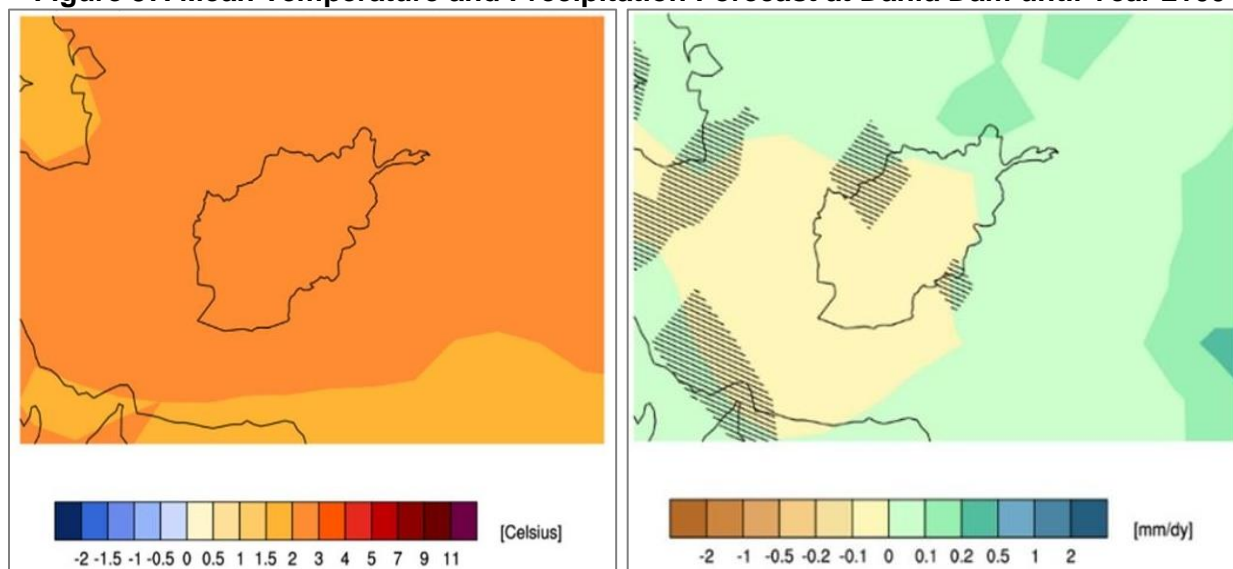 Figure Mean Temperature and Precipitation Forecast at Dahla Dam until Year
-2 -1.5 -1 -0.5 0 0.5 1 1.5 2 3 4 5 7 9 11 [Celsius]
-2 -1 -0.5 -0.2 -0.1 0 0.1 0.2 0.5 1 2 [mm/dy]